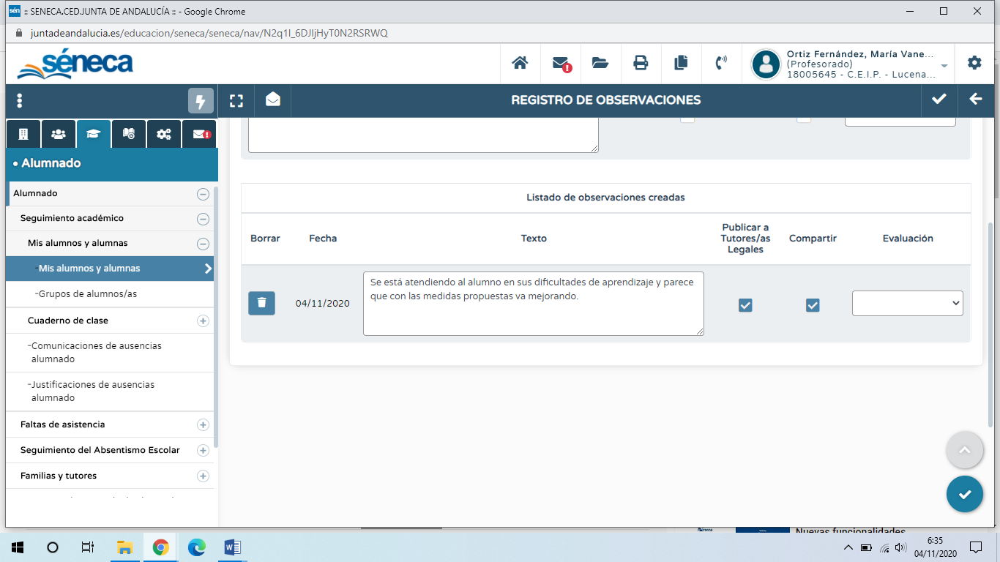 :: SENECA.CED.JUNTA DE ANDALUCÍA :: - Google Chrome
juntadeandalucia.es/educacion/seneca/seneca/nav/N2q1I_6DJIjHyT0N2RSRWQ
séneca
Ortiz Fernández, María Vane...
(Profesorado)
18005645 - C.E.I.P. - Lucena...
REGISTRO DE OBSERVACIONES
• Alumnado
Alumnado
Seguimiento académico
Mis alumnos y alumnas
-Mis alumnos y alumnas
-Grupos de alumnos/as
Cuaderno de clase
-Comunicaciones de ausencias
alumnado
-Justificaciones de ausencias
alumnado
Faltas de asistencia
Seguimiento del Absentismo Escolar
Familias y tutores
Listado de observaciones creadas
Borrar
Fecha
Texto
Publicar a
Tutores/as
Legales
Compartir
Evaluación
04/11/2020
Se está atendiendo al alumno en sus dificultades de aprendizaje y parece
que con las medidas propuestas va mejorando.
Nuevas funcionalidades
6:35
04/11/2020